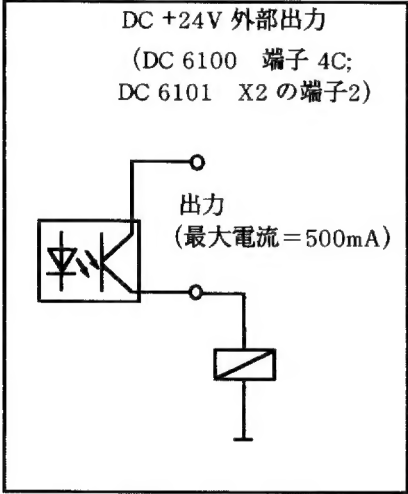 DC +24V 外部出力
(DC 6100 端子 4C;
DC 6101 X2 の端子2)
出力
(最大電流=500mA)